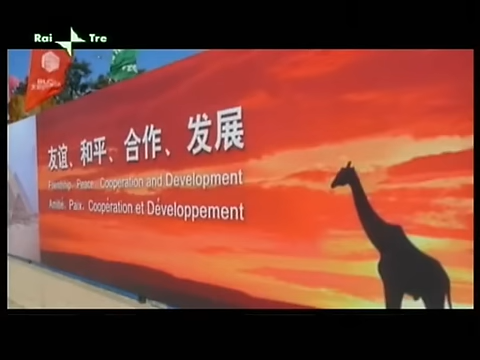 Rai Tre
友谊、和平、合作、发展
Friendship, Peace, Cooperation and Development
Amitié, Paix, Coopération et Développement